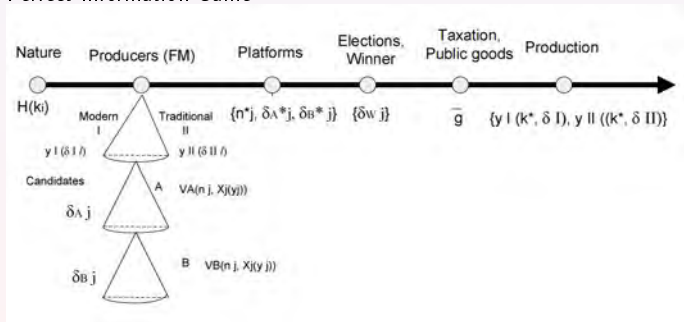 Perfect Information Game
Nature
Producers (FM)
Platforms
Elections,
Winner
Taxation,
Public goods
Production
H(ki)
Modern
I
Traditional
II
{n*j, δA*j, δB* j}
{δW j}
g̅
{y I (k*, δ I), y II ((k*, δ II)}
y I (δ I l)
y II (δ II l)
Candidates
A
VA(n j, Xj(yj))
δA j
B
VB(n j, Xj(y j))
δB j